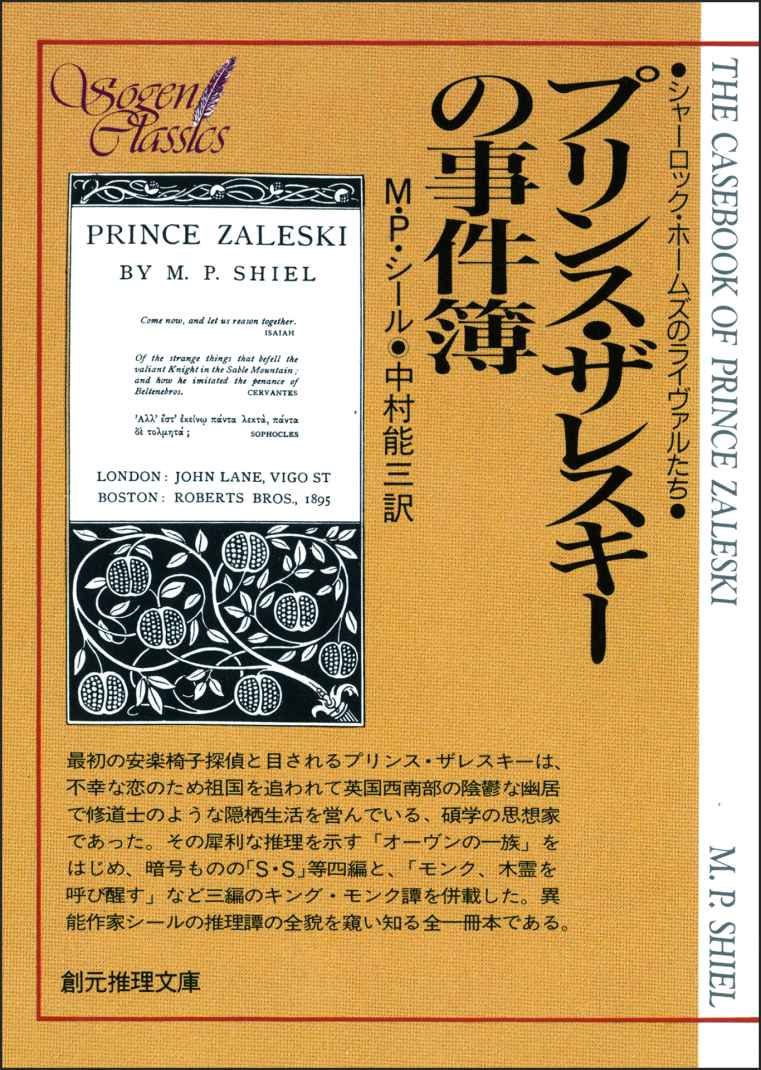 ●シャーロック・ホームズのライヴァルたち●
プリンス・ザレスキー
の事件簿
M・P・シール◉中村能三訳
Sogen
Classics
PRINCE ZALESKI
BY M. P. SHIEL
Come now, and let us reason together.
ISAIAH
Of the strange things that befell the
valiant Knight in the Sable Mountain;
and how he imitated the penance of
Beltenebros. CERVANTES
'Αλλ' ἔστ' ἐκείνῳ πάντα λεκτά, πάντα
δὲ τολμητά; SOPHOCLES
LONDON: JOHN LANE, VIGO ST
BOSTON: ROBERTS BROS., 1895
最初の安楽椅子探偵と目されるプリンス・ザレスキーは、
不幸な恋のため祖国を追われて英国西南部の陰鬱な幽居
で修道士のような隠栖生活を営んでいる、碩学の思想家
であった。その犀利な推理を示す「オーヴンの一族」を
はじめ、暗号ものの「S・S」等四編と、「モンク、木霊を
呼び醒す」など三編のキング・モンク譚を併載した。異
能作家シールの推理譚の全貌を窺い知る全一冊本である。
創元推理文庫
THE CASEBOOK OF PRINCE ZALESKI
M. P. SHIEL